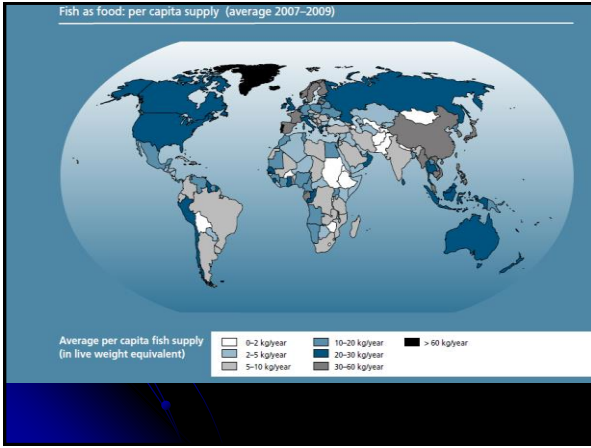 Fish as food: per capita supply (average 2007–2009)
Average per capita fish supply
(in live weight equivalent)
0–2 kg/year
2–5 kg/year
5–10 kg/year
10–20 kg/year
20–30 kg/year
30–60 kg/year
> 60 kg/year